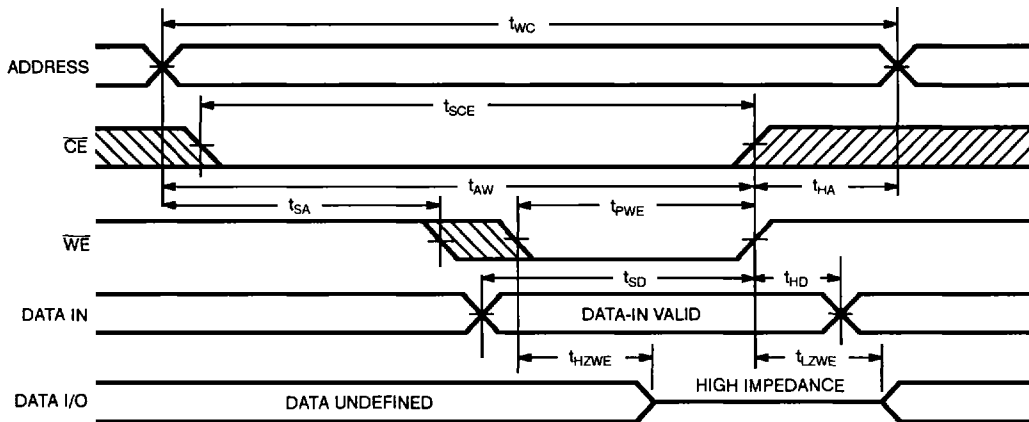 tWC
ADDRESS
tSCE
CE
tAW
tHA
tSA
tPWE
WE
tSD
tHD
DATA IN
DATA-IN VALID
tHZWE
tLZWE
HIGH IMPEDANCE
DATA I/O
DATA UNDEFINED